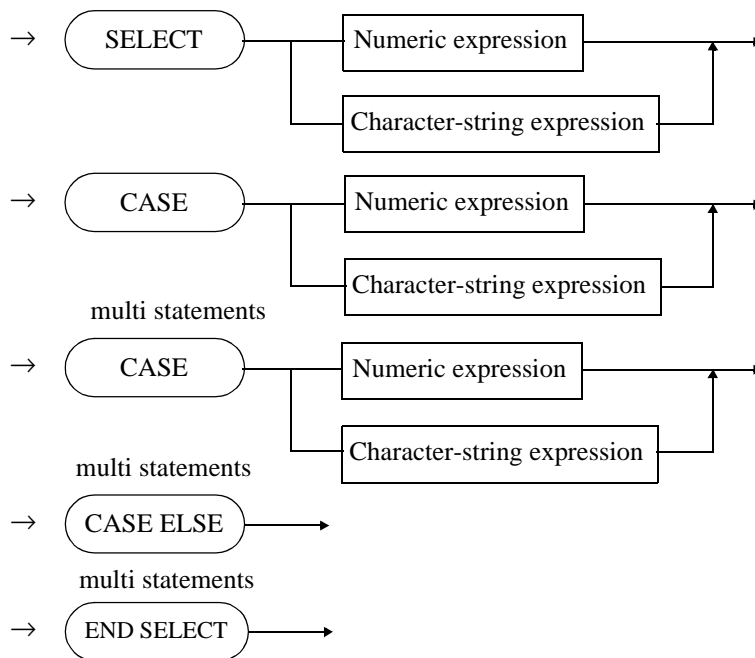 → SELECT Numeric expression
Character-string expression
→ CASE Numeric expression
Character-string expression
multi statements
→ CASE Numeric expression
Character-string expression
multi statements
→ CASE ELSE
multi statements
→ END SELECT